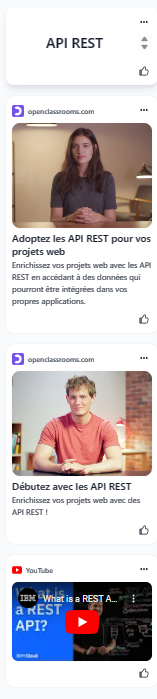 API REST
openclassrooms.com
Adoptez les API REST pour vos
projets web
Enrichissez vos projets web avec les API
REST en accédant à des données qui
pourront être intégrées dans vos
propres applications.
openclassrooms.com
Débutez avec les API REST
Enrichissez vos projets web avec des
API REST !
YouTube
IBM What is a REST A...
a REST
API?